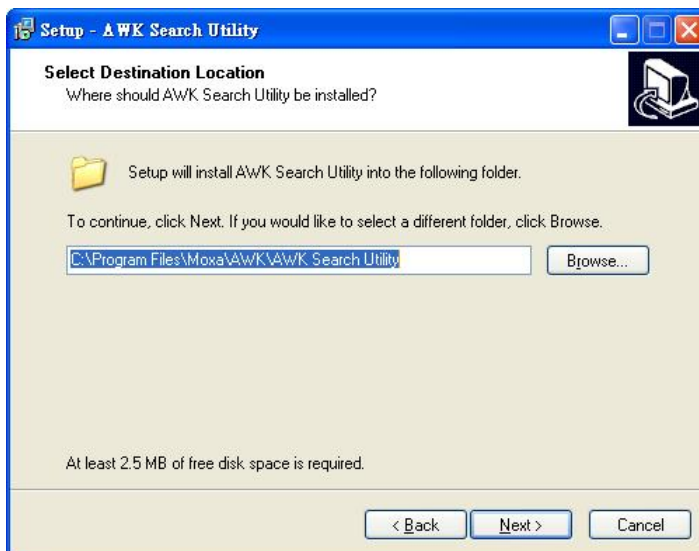 Setup - AWK Search Utility
Select Destination Location
Where should AWK Search Utility be installed?
Setup will install AWK Search Utility into the following folder.
To continue, click Next. If you would like to select a different folder, click Browse.
C:\Program Files\Moxa\AWK\AWK Search Utility
Browse...
At least 2.5 MB of free disk space is required.
< Back
Next >
Cancel